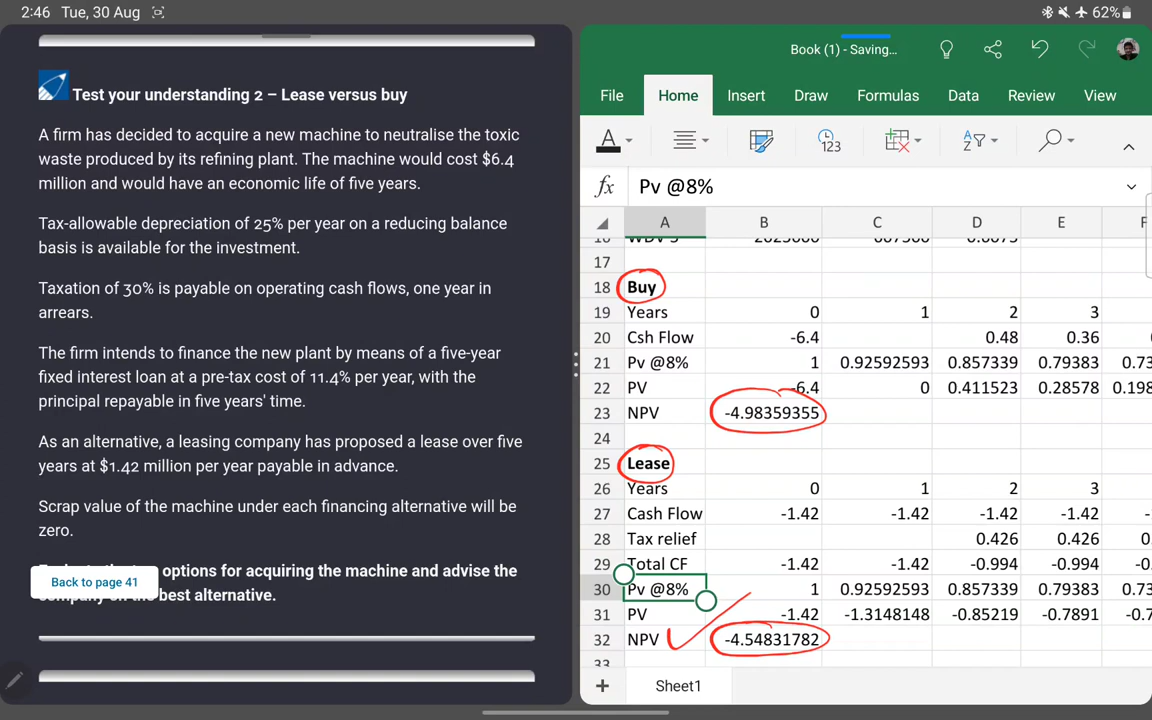 2:46 Tue, 30 Aug
62%
Test your understanding 2 – Lease versus buy
A firm has decided to acquire a new machine to neutralise the toxic
waste produced by its refining plant. The machine would cost $6.4
million and would have an economic life of five years.
Tax-allowable depreciation of 25% per year on a reducing balance
basis is available for the investment.
Taxation of 30% is payable on operating cash flows, one year in
arrears.
The firm intends to finance the new plant by means of a five-year
fixed interest loan at a pre-tax cost of 11.4% per year, with the
principal repayable in five years' time.
As an alternative, a leasing company has proposed a lease over five
years at $1.42 million per year payable in advance.
Scrap value of the machine under each financing alternative will be
zero.
options for acquiring the machine and advise the
best alternative.
Back to page 41
Book (1) - Saving...
File Home Insert Draw Formulas Data Review View
A 123
fx Pv @8%
A B C D E F
17
18 Buy
19 Years 0 1 2 3
20 Csh Flow -6.4 0.48 0.36 0
21 Pv @8% 1 0.92592593 0.857339 0.79383 0.73
22 PV -6.4 0 0.411523 0.28578 0.198
23 NPV -4.98359355
24
25 Lease
26 Years 0 1 2 3
27 Cash Flow -1.42 -1.42 -1.42 -1.42 -
28 Tax relief 0.426 0.426 0.
29 Total CF -1.42 -1.42 -0.994 -0.994 -0
30 Pv @8% 1 0.92592593 0.857339 0.79383 0.73
31 PV -1.42 -1.3148148 -0.85219 -0.7891 -0.7
32 NPV -4.54831782
33
+ Sheet1